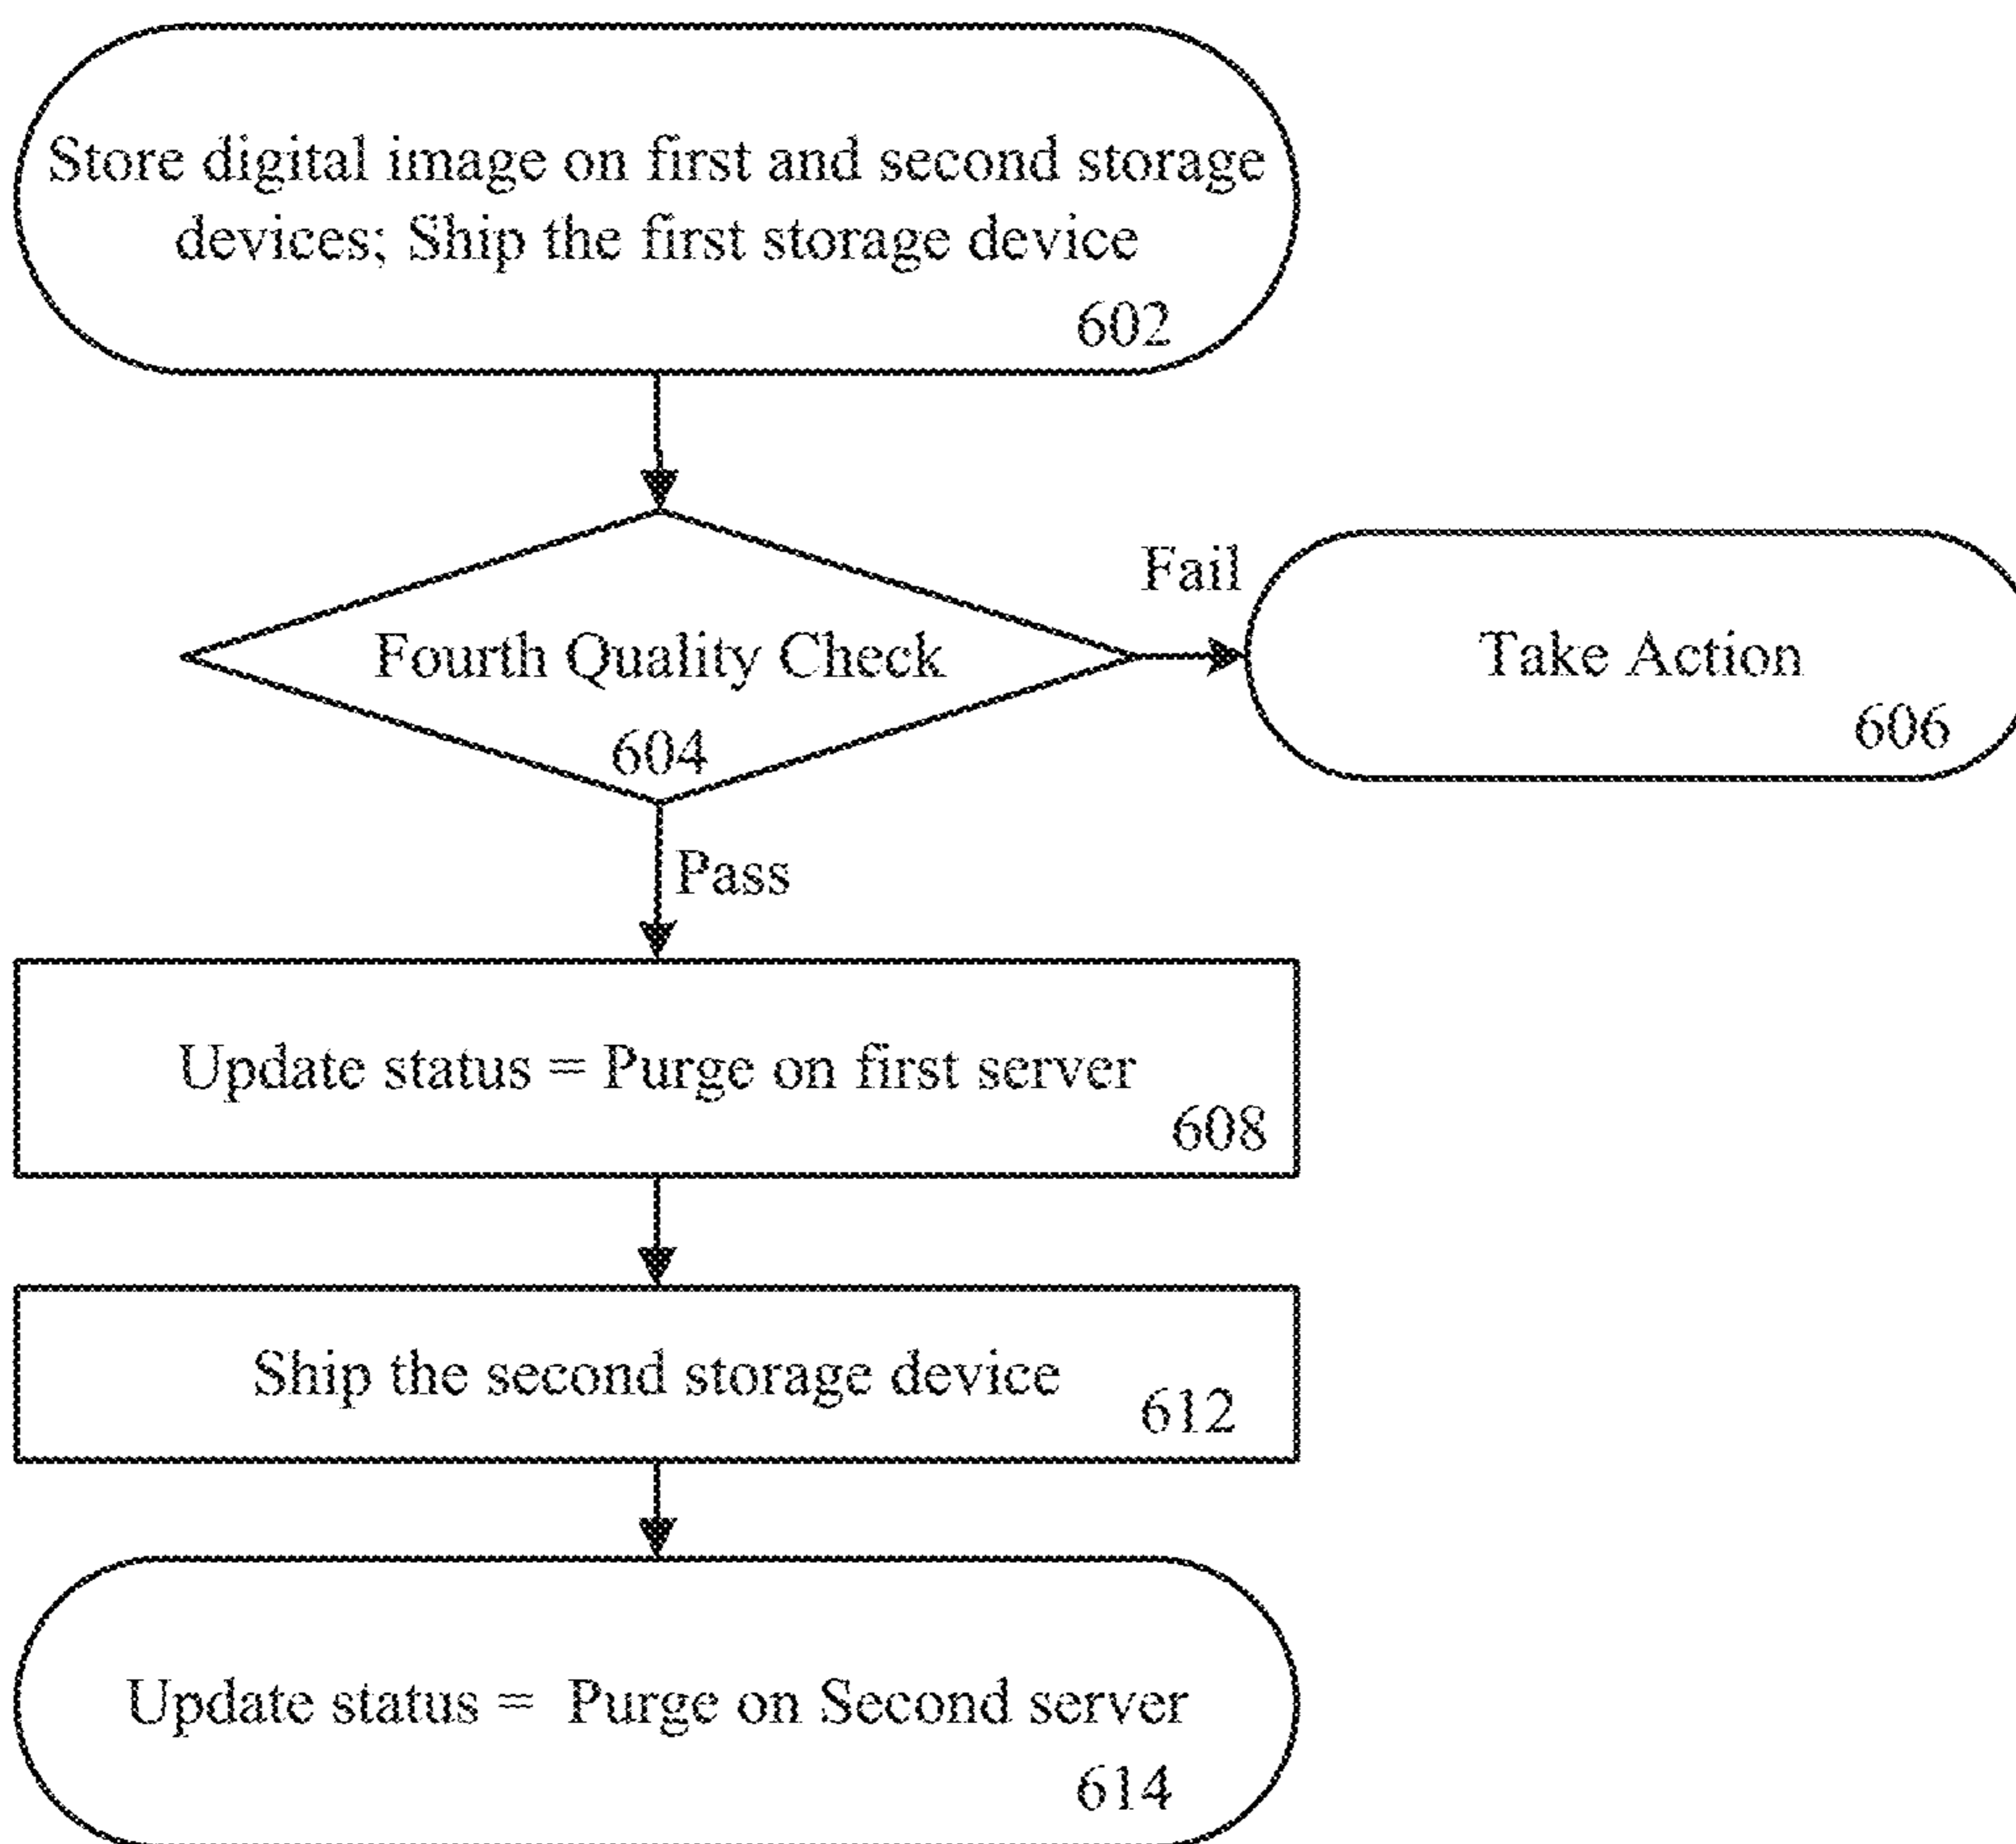 Store digital image on first and second storage
devices; Ship the first storage device
602
Fail
Fourth Quality Check
604
Take Action
606
Pass
Update status = Purge on first server
608
Ship the second storage device
612
Update status = Purge on Second server
614